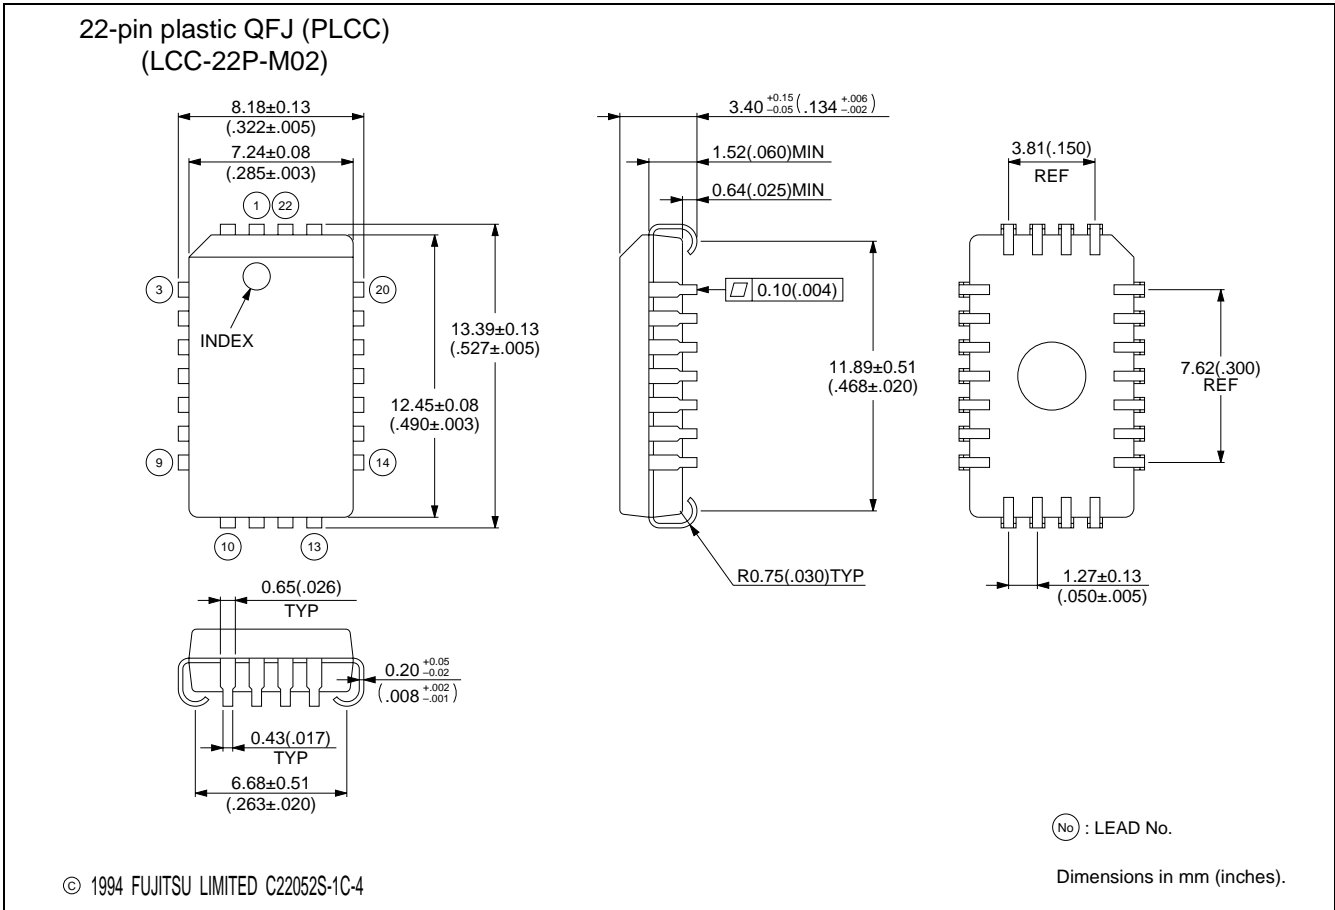 22-pin plastic QFJ (PLCC)
(LCC-22P-M02)
8.18±0.13
(.322±.005)
7.24±0.08
(.285±.003)
1 22
3
20
INDEX
13.39±0.13
(.527±.005)
12.45±0.08
(.490±.003)
9
14
10
13
3.40 +0.15 –0.05 (.134 +.006 –.002)
1.52(.060)MIN
0.64(.025)MIN
0.10(.004)
11.89±0.51
(.468±.020)
R0.75(.030)TYP
3.81(.150)
REF
7.62(.300)
REF
1.27±0.13
(.050±.005)
0.65(.026)
TYP
0.20 +0.05 –0.02
(.008 +.002 –.001)
0.43(.017)
TYP
6.68±0.51
(.263±.020)
No : LEAD No.
Dimensions in mm (inches).
© 1994 FUJITSU LIMITED C22052S-1C-4